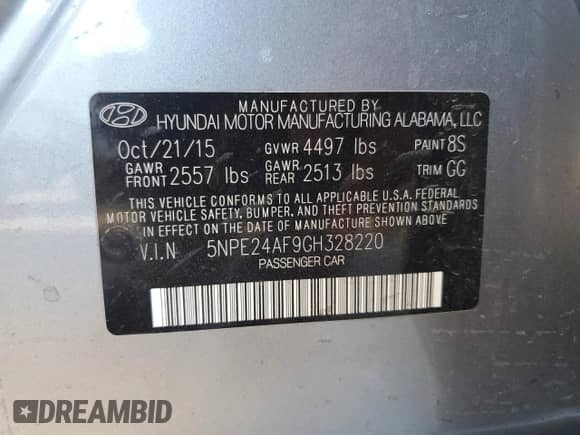 MANUFACTURED BY
HYUNDAI MOTOR MANUFACTURING ALABAMA, LLC
Oct/21/15 GVWR 4497 lbs PAINT 8S
GAWR FRONT 2557 lbs GAWR REAR 2513 lbs TRIM GG
THIS VEHICLE CONFORMS TO ALL APPLICABLE U.S.A. FEDERAL
MOTOR VEHICLE SAFETY, BUMPER, AND THEFT PREVENTION STANDARDS
IN EFFECT ON THE DATE OF MANUFACTURE SHOWN ABOVE.
V.I.N 5NPE24AF9GH328220
PASSENGER CAR
DREAMBID